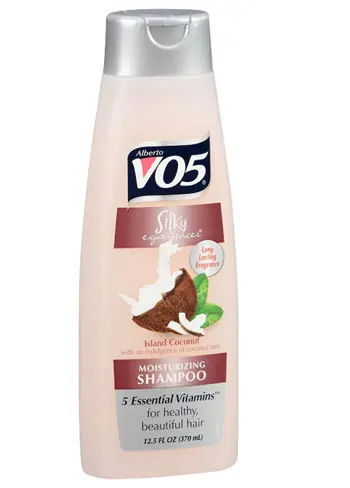 Alberto
VO5®
Silky
experiences®
Long
Lasting
Fragrance
Island Coconut
with an indulgence of coconut milk
MOISTURIZING
SHAMPOO
5 Essential Vitamins™
for healthy,
beautiful hair
12.5 FL OZ (370 mL)